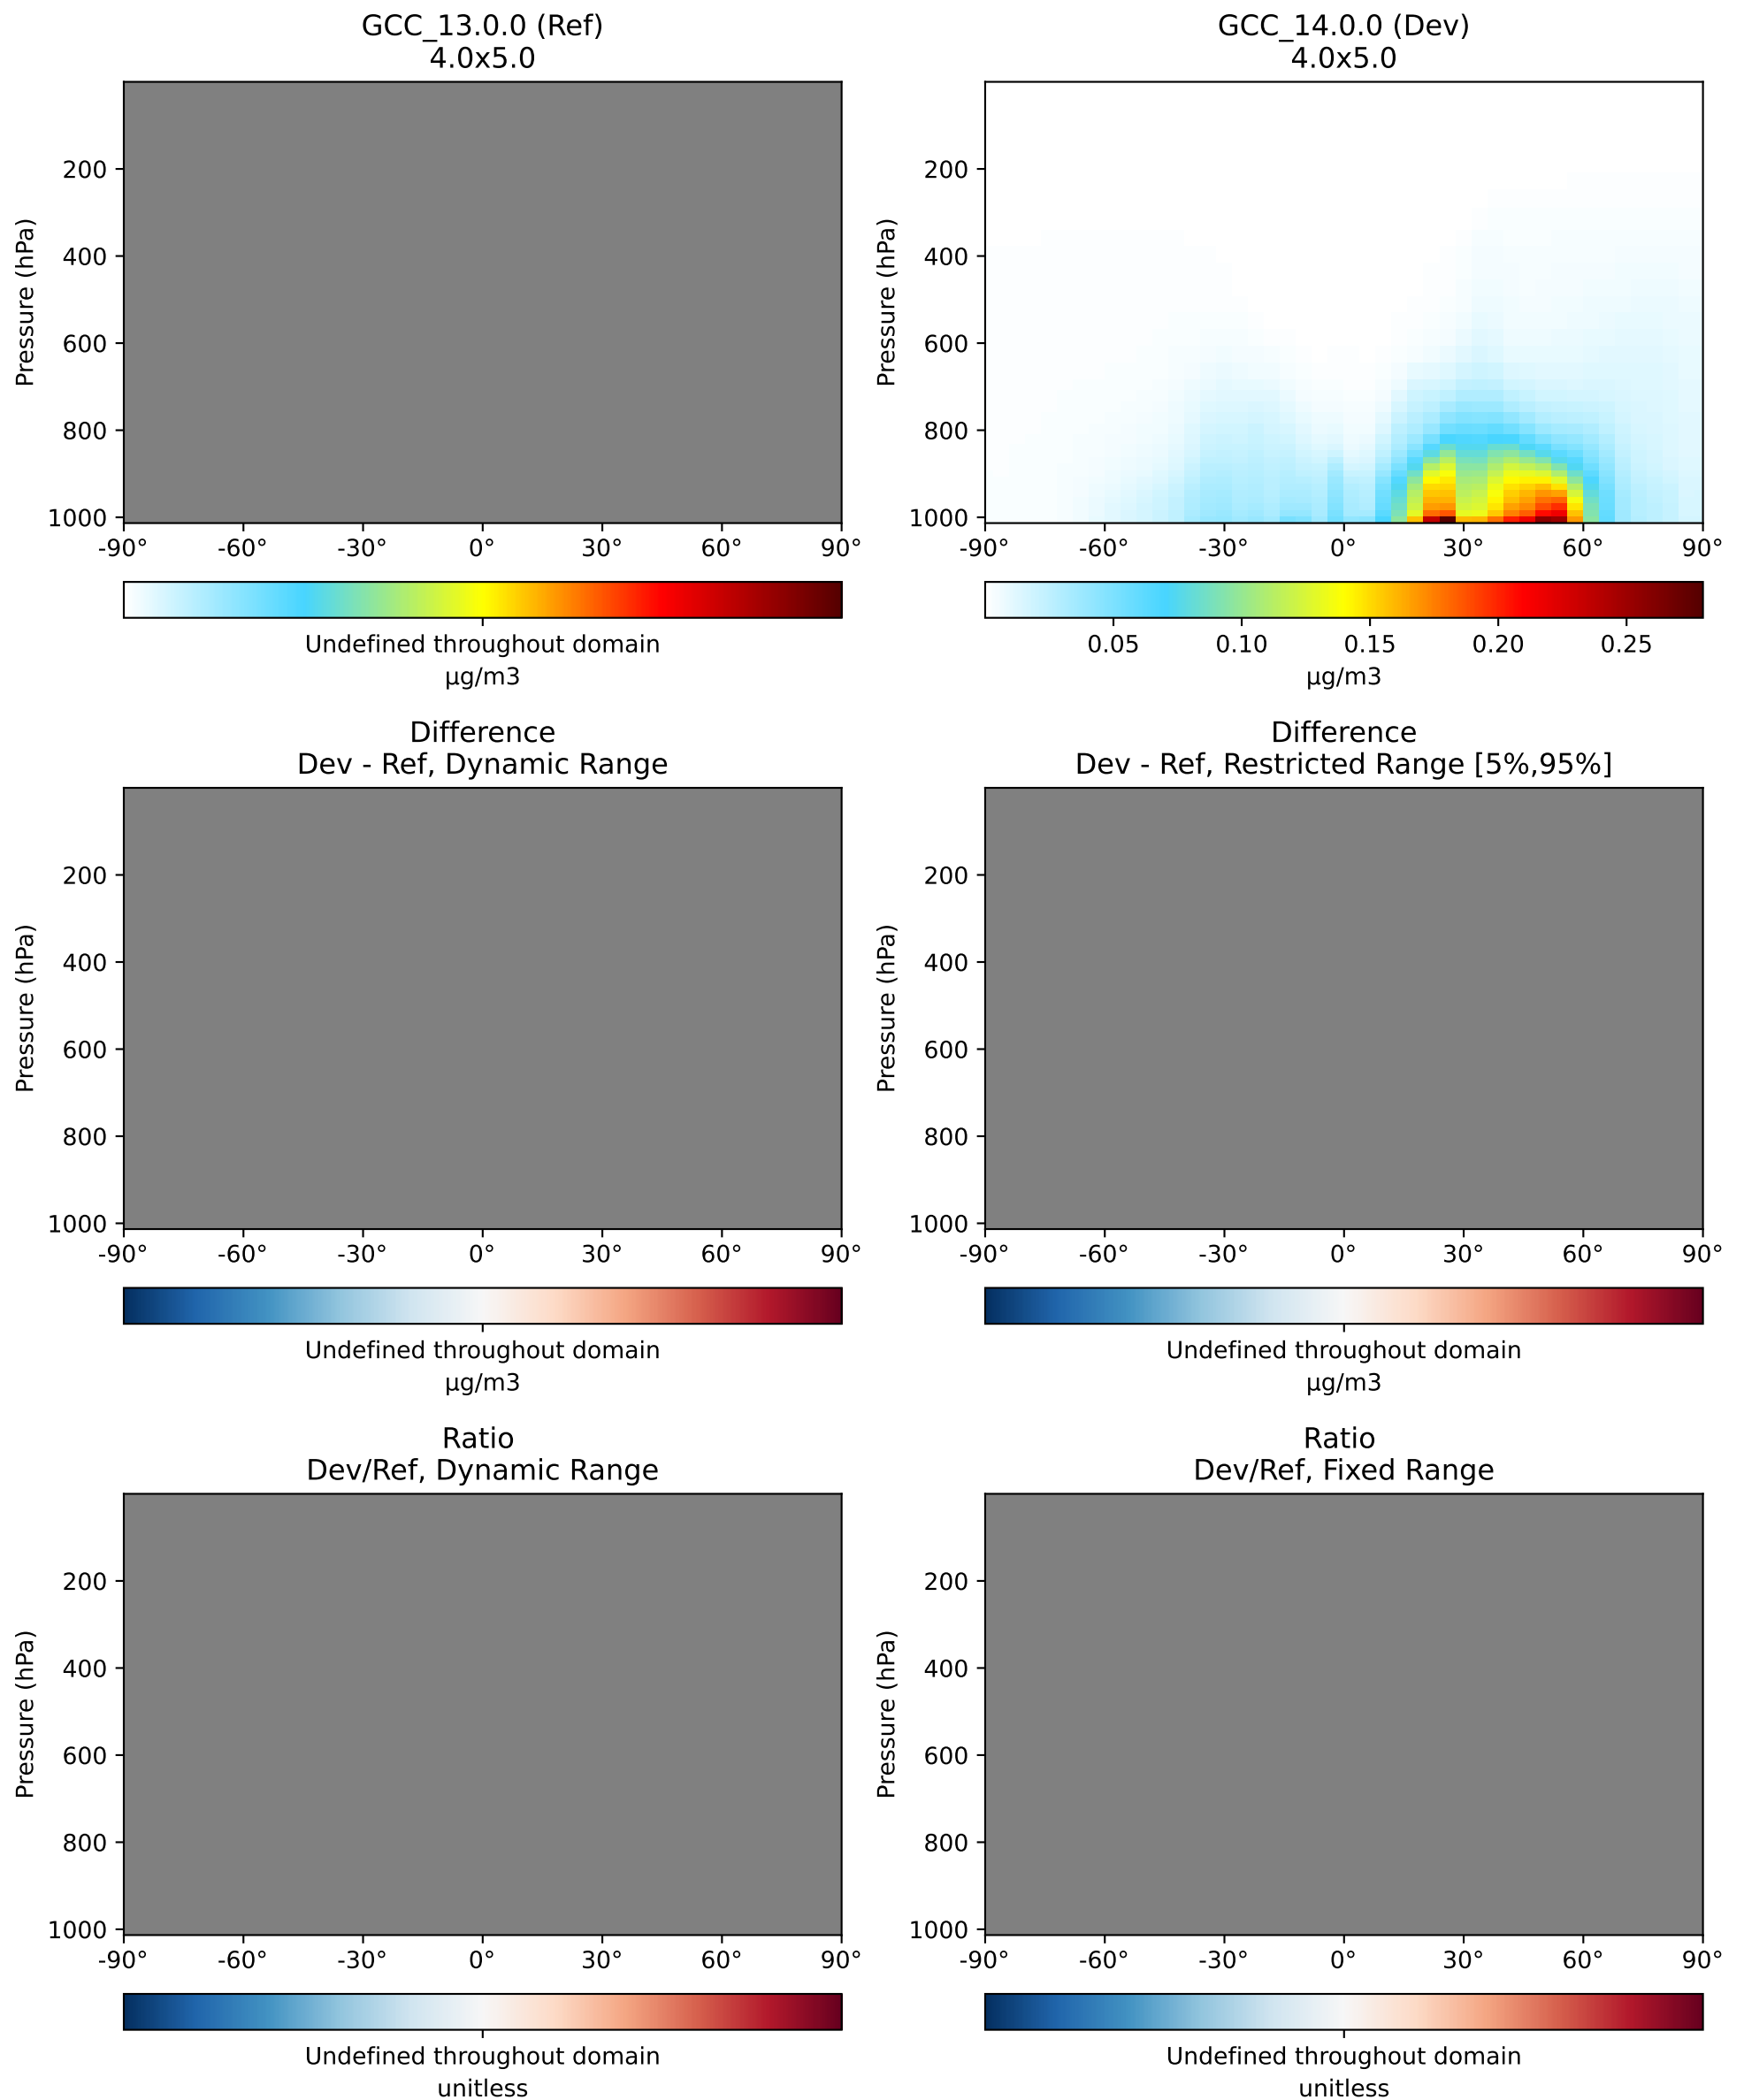 GCC_13.0.0 (Ref)
4.0x5.0
Pressure (hPa)
200
400
600
800
1000
-90° -60° -30° 0° 30° 60° 90°
Undefined throughout domain
µg/m3
GCC_14.0.0 (Dev)
4.0x5.0
Pressure (hPa)
200
400
600
800
1000
-90° -60° -30° 0° 30° 60° 90°
0.05 0.10 0.15 0.20 0.25
µg/m3
Difference
Dev - Ref, Dynamic Range
Pressure (hPa)
200
400
600
800
1000
-90° -60° -30° 0° 30° 60° 90°
Undefined throughout domain
µg/m3
Difference
Dev - Ref, Restricted Range [5%,95%]
Pressure (hPa)
200
400
600
800
1000
-90° -60° -30° 0° 30° 60° 90°
Undefined throughout domain
µg/m3
Ratio
Dev/Ref, Dynamic Range
Pressure (hPa)
200
400
600
800
1000
-90° -60° -30° 0° 30° 60° 90°
Undefined throughout domain
unitless
Ratio
Dev/Ref, Fixed Range
Pressure (hPa)
200
400
600
800
1000
-90° -60° -30° 0° 30° 60° 90°
Undefined throughout domain
unitless